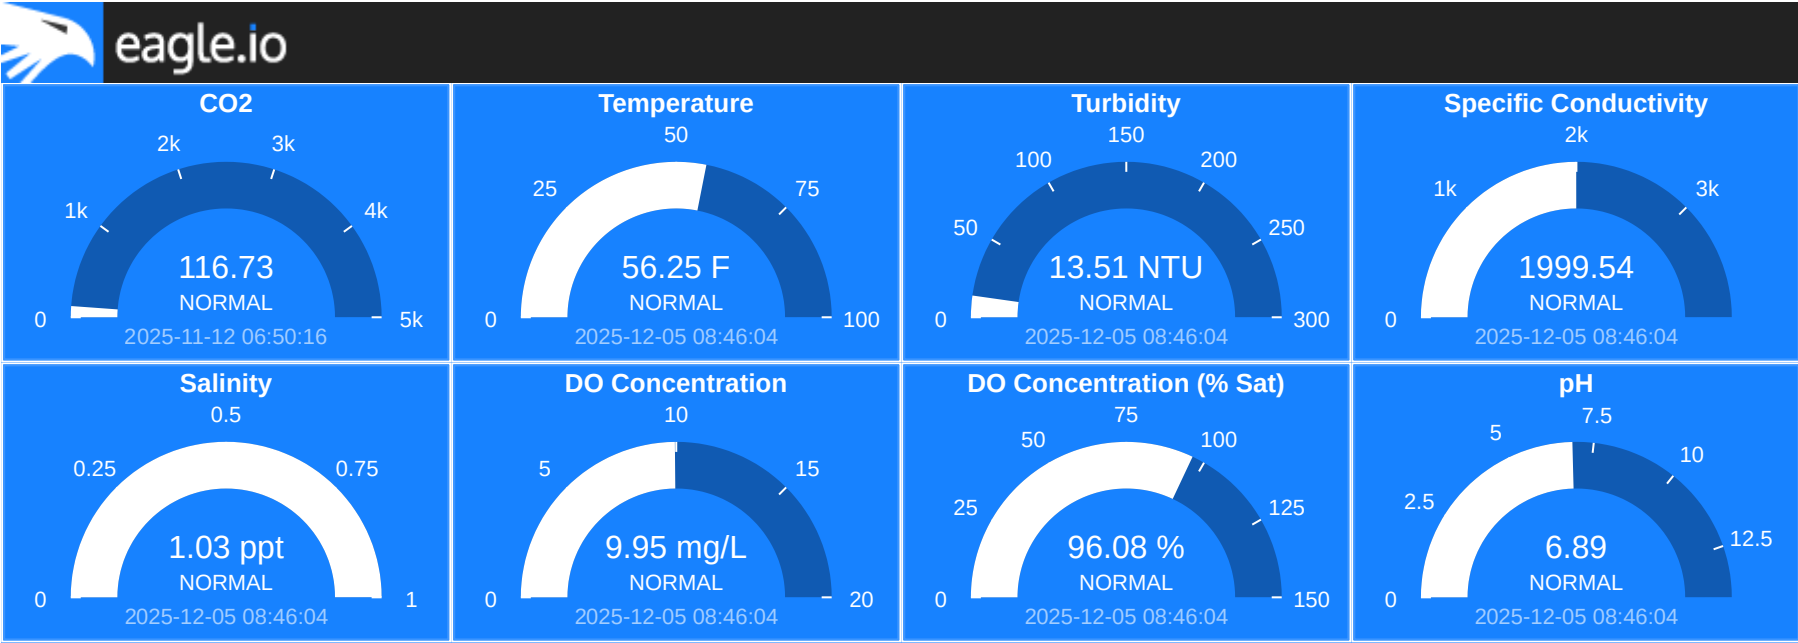 eagle.io
CO2
0
1k
2k
3k
4k
5k
116.73
NORMAL
2025-11-12 06:50:16
Temperature
0
25
50
75
100
56.25 F
NORMAL
2025-12-05 08:46:04
Turbidity
0
50
100
150
200
250
300
13.51 NTU
NORMAL
2025-12-05 08:46:04
Specific Conductivity
0
1k
2k
3k
1999.54
NORMAL
2025-12-05 08:46:04
Salinity
0
0.25
0.5
0.75
1
1.03 ppt
NORMAL
2025-12-05 08:46:04
DO Concentration
0
5
10
15
20
9.95 mg/L
NORMAL
2025-12-05 08:46:04
DO Concentration (% Sat)
0
25
50
75
100
125
150
96.08 %
NORMAL
2025-12-05 08:46:04
pH
0
2.5
5
7.5
10
12.5
6.89
NORMAL
2025-12-05 08:46:04